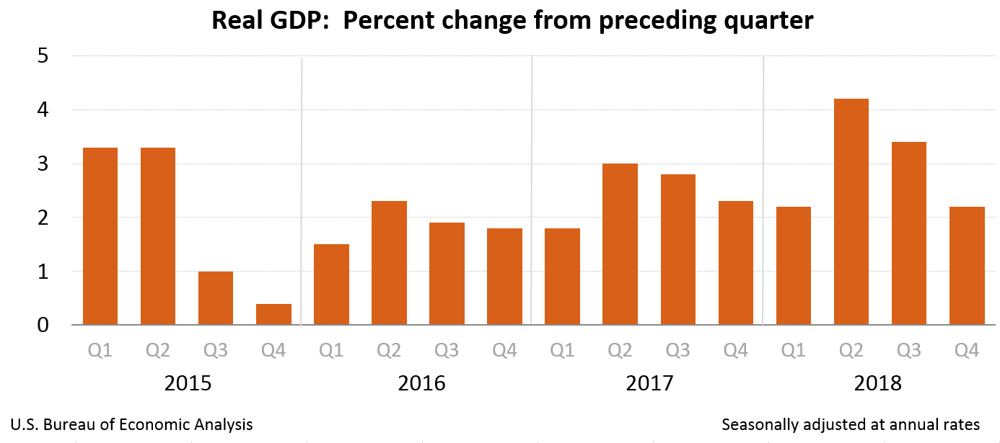 Real GDP:  Percent change from preceding quarter
5
4
3
2
1
0
Q1 Q2 Q3 Q4 Q1 Q2 Q3 Q4 Q1 Q2 Q3 Q4 Q1 Q2 Q3 Q4
2015 2016 2017 2018
U.S. Bureau of Economic Analysis Seasonally adjusted at annual rates